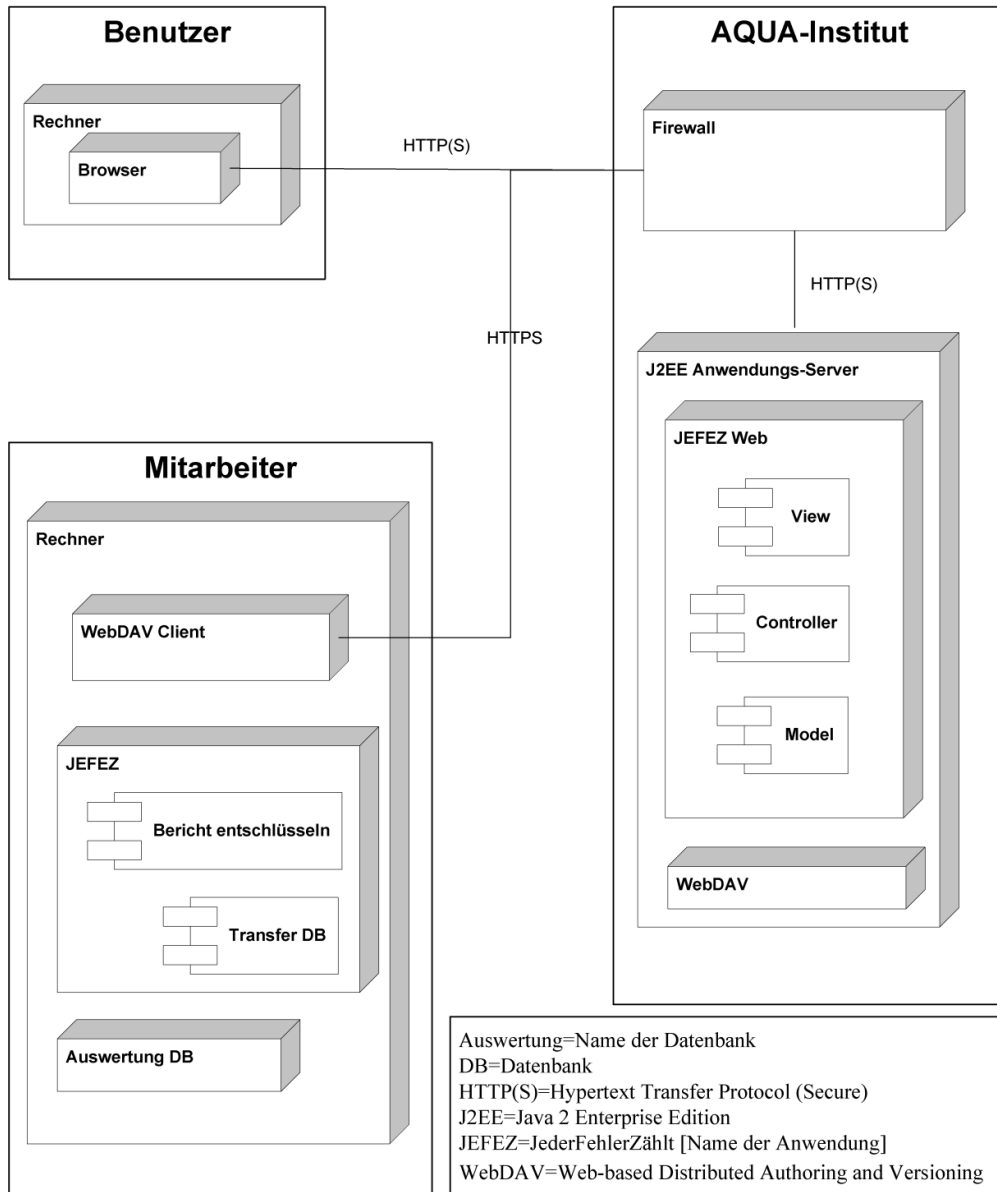 Benutzer
Rechner
Browser
HTTP(S)
AQUA-Institut
Firewall
HTTP(S)
HTTPS
J2EE Anwendungs-Server
JEFEZ Web
View
Controller
Model
WebDAV
Mitarbeiter
Rechner
WebDAV Client
JEFEZ
Bericht entschlüsseln
Transfer DB
Auswertung DB
Auswertung=Name der Datenbank
DB=Datenbank
HTTP(S)=Hypertext Transfer Protocol (Secure)
J2EE=Java 2 Enterprise Edition
JEFEZ=JederFehlerZählt [Name der Anwendung]
WebDAV=Web-based Distributed Authoring and Versioning